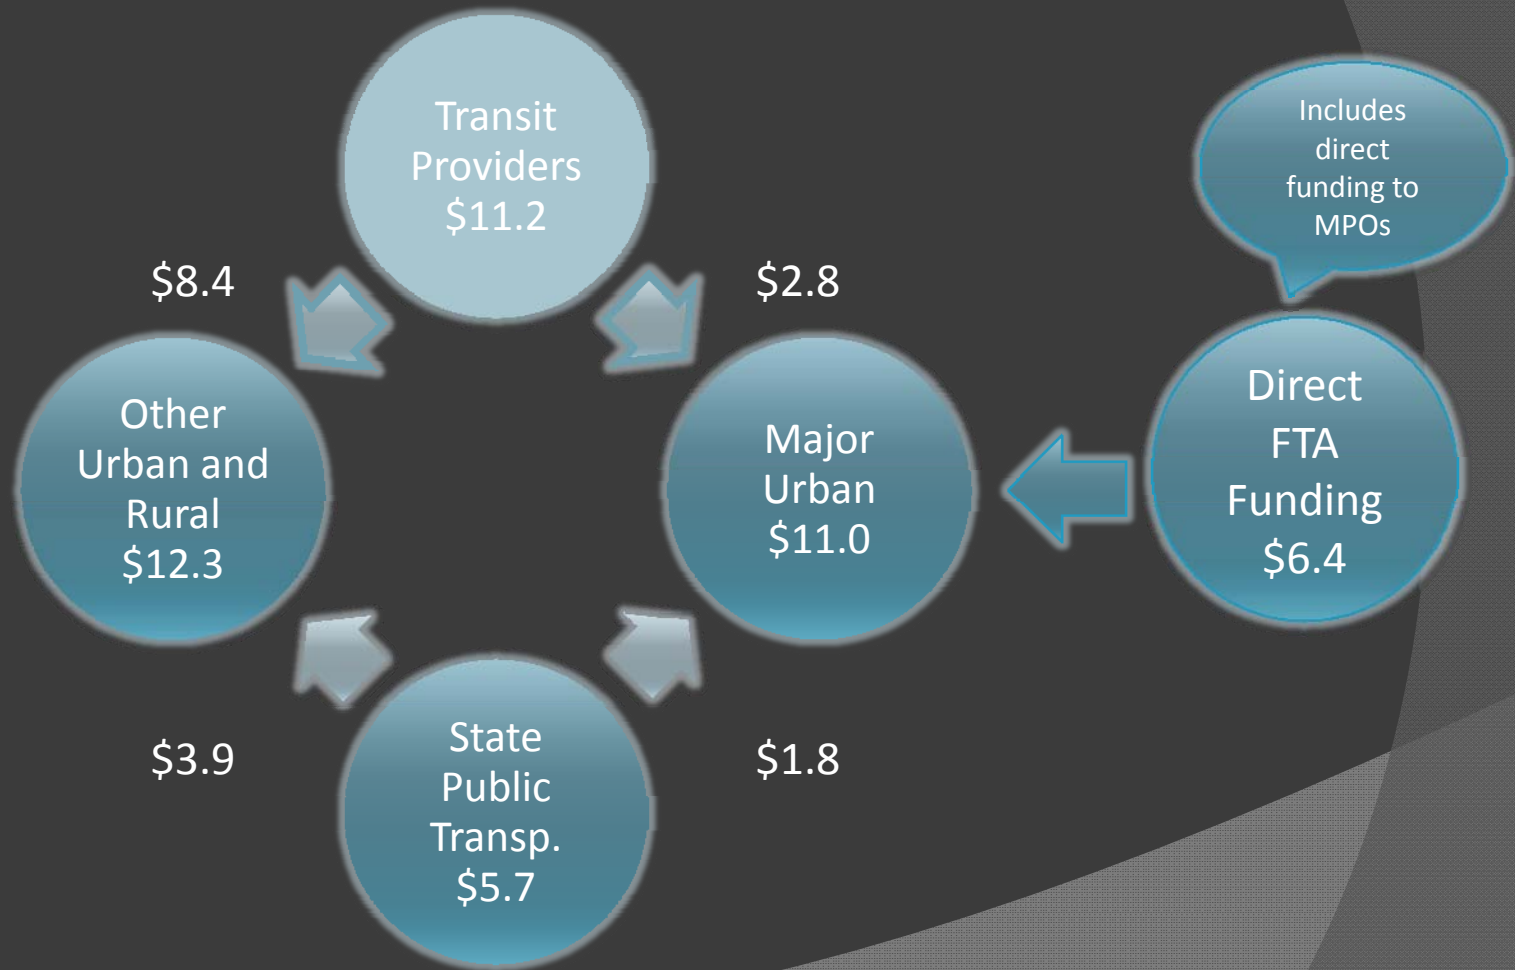 Transit
Providers
$11.2
Includes
direct
funding to
MPOs
$8.4
$2.8
Other
Urban and
Rural
$12.3
Major
Urban
$11.0
Direct
FTA
Funding
$6.4
$3.9
$1.8
State
Public
Transp.
$5.7